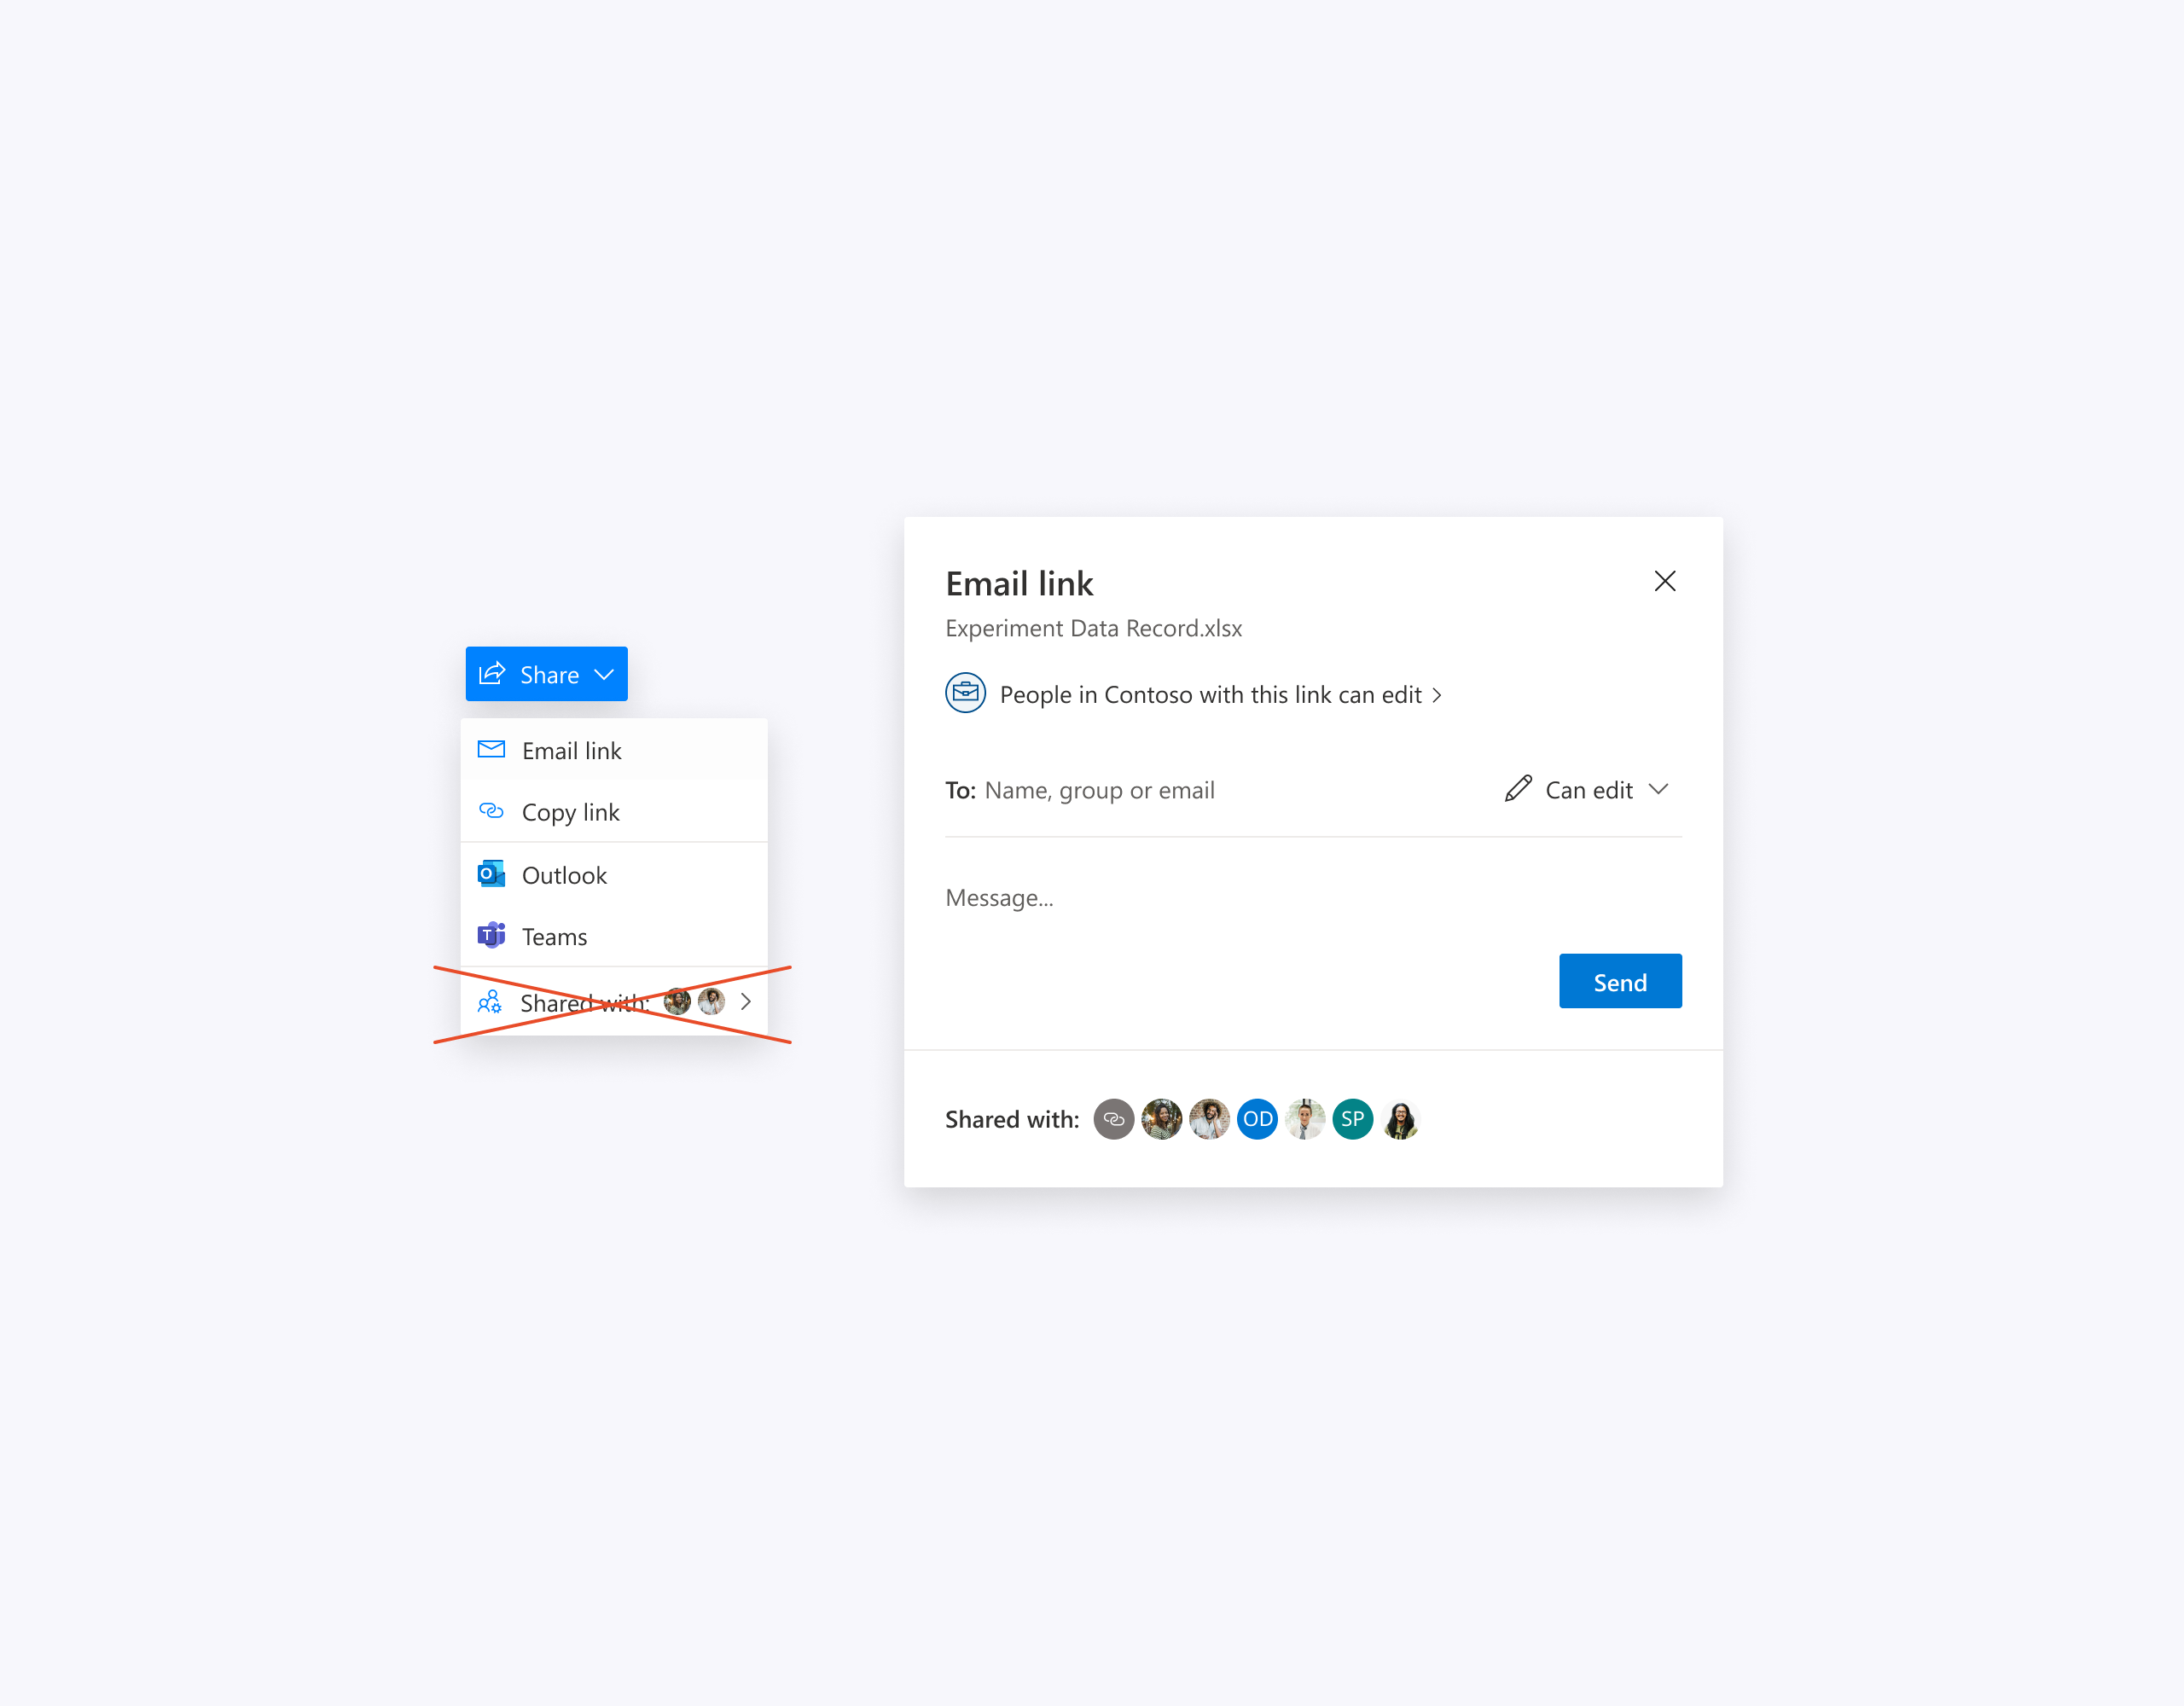 Share
Email link
Copy link
Outlook
Teams
Shared with:
Email link
Experiment Data Record.xlsx
People in Contoso with this link can edit
To: Name, group or email
Can edit
Message...
Send
Shared with:
OD
SP